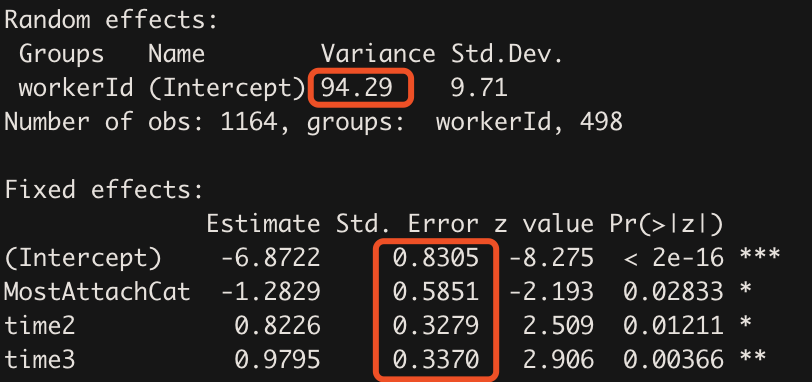 Random effects:
Groups Name Variance Std.Dev.
workerId (Intercept) 94.29 9.71
Number of obs: 1164, groups: workerId, 498
Fixed effects:
Estimate Std. Error z value Pr(>|z|)
(Intercept) -6.8722 0.8305 -8.275 < 2e-16 ***
MostAttachCat -1.2829 0.5851 -2.193 0.02833 *
time2 0.8226 0.3279 2.509 0.01211 *
time3 0.9795 0.3370 2.906 0.00366 **